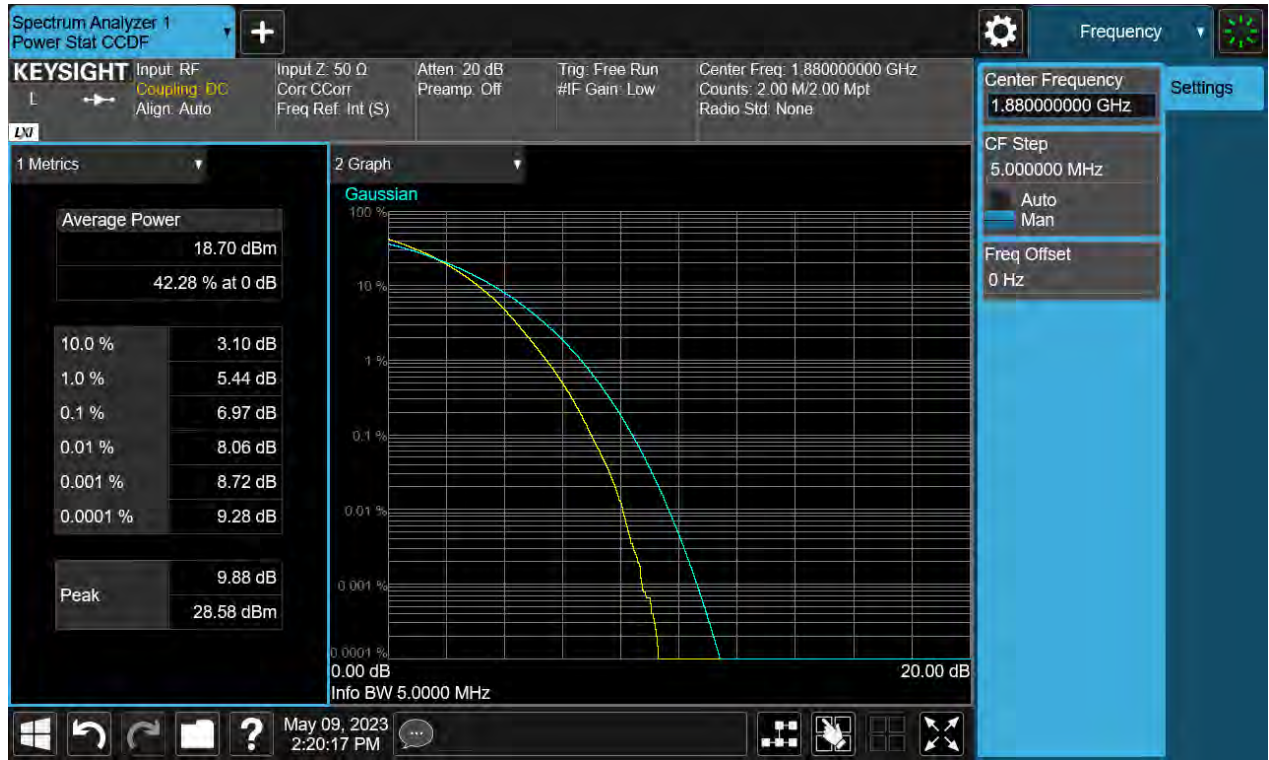 Spectrum Analyzer 1
Power Stat CCDF
Frequency
KEYSIGHT
L
LXI
Input: RF
Coupling: DC
Align: Auto
Input Z: 50 Ω
Corr CCorr
Freq Ref: Int (S)
Atten: 20 dB
Preamp: Off
Trig: Free Run
#IF Gain: Low
Center Freq: 1.880000000 GHz
Counts: 2.00 M/2.00 Mpt
Radio Std: None
Center Frequency
1.880000000 GHz
Settings
CF Step
5.000000 MHz
Auto
Man
Freq Offset
0 Hz
1 Metrics
Average Power
18.70 dBm
42.28 % at 0 dB
10.0 % 3.10 dB
1.0 % 5.44 dB
0.1 % 6.97 dB
0.01 % 8.06 dB
0.001 % 8.72 dB
0.0001 % 9.28 dB
Peak
9.88 dB
28.58 dBm
2 Graph
Gaussian
100 %
10 %
1 %
0.1 %
0.01 %
0.001 %
0.0001 %
0.00 dB 20.00 dB
Info BW 5.0000 MHz
?
May 09, 2023
2:20:17 PM